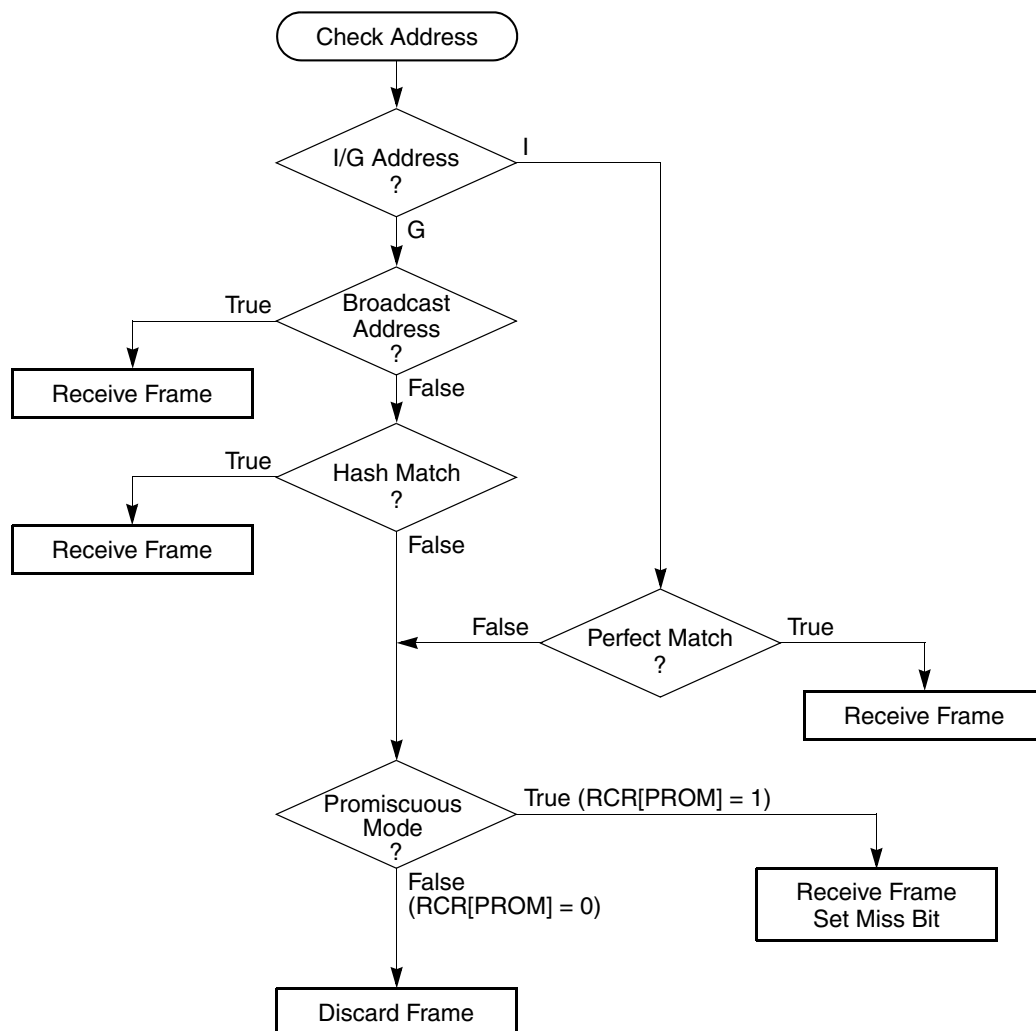 Check Address
I/G Address
?
I
G
True
Broadcast
Address
?
Receive Frame
False
True
Hash Match
?
Receive Frame
False
False
Perfect Match
?
True
Receive Frame
Promiscuous
Mode
?
True (RCR[PROM] = 1)
False
(RCR[PROM] = 0)
Receive Frame
Set Miss Bit
Discard Frame